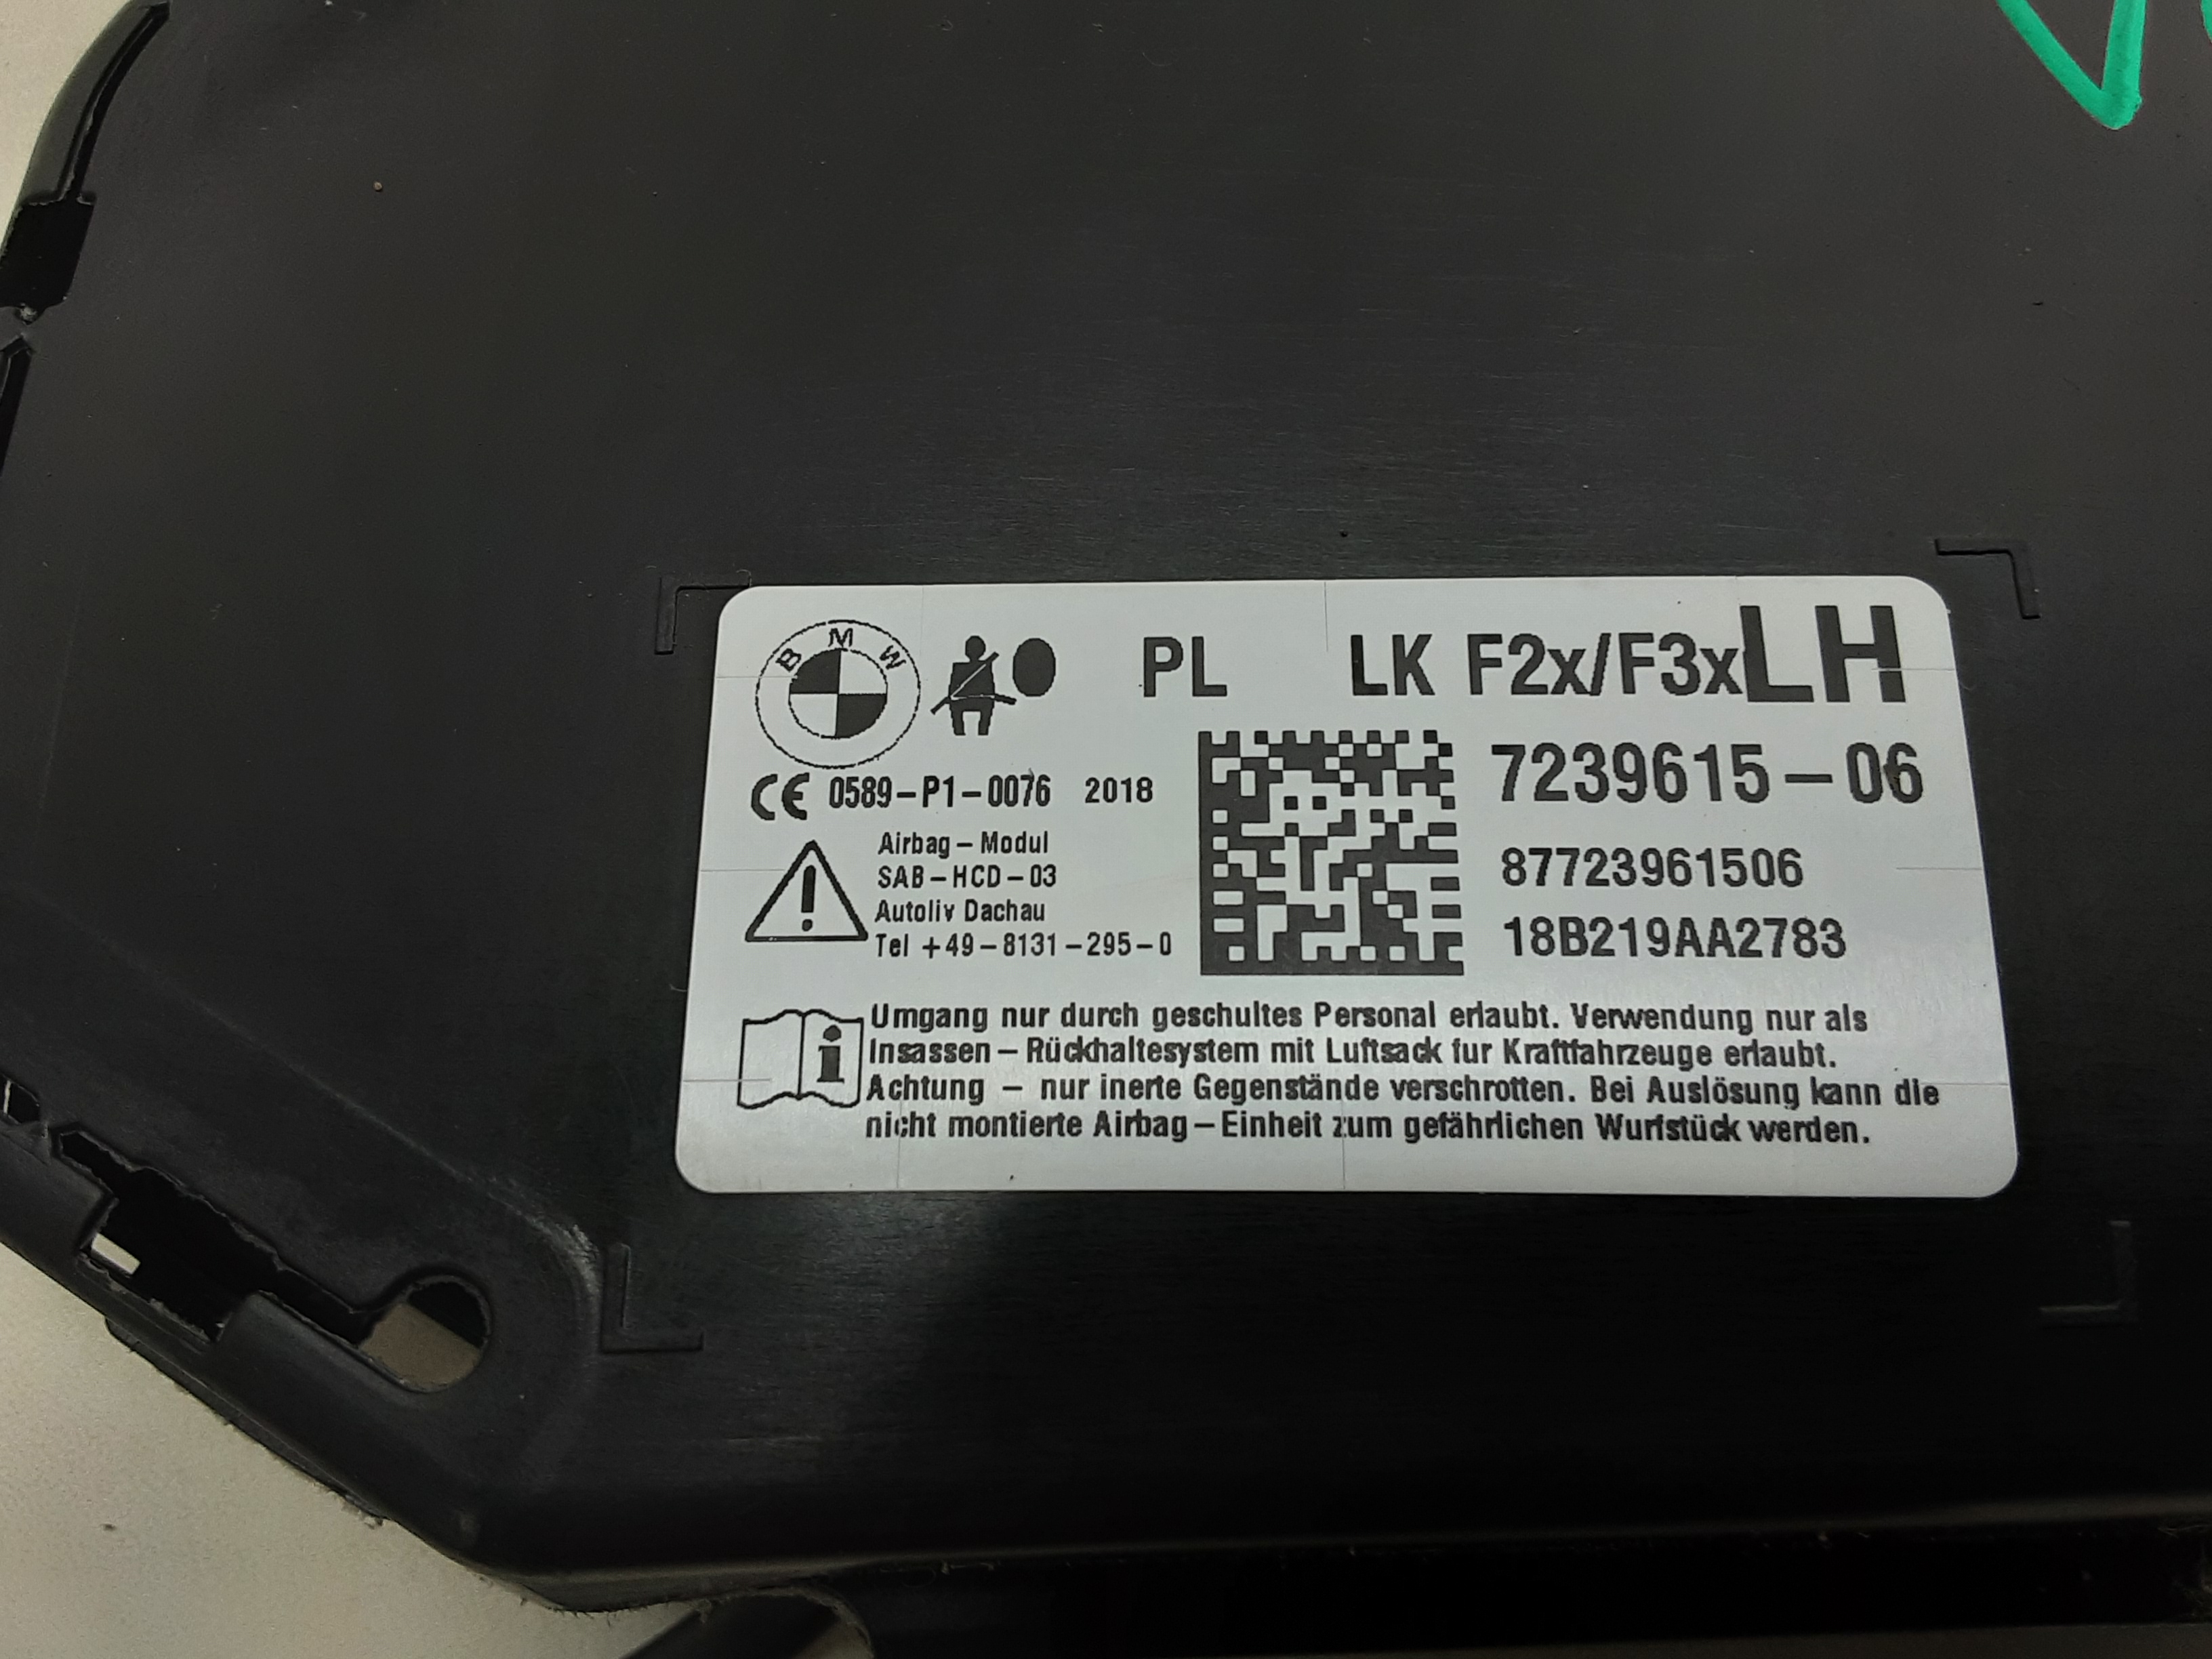 BMW
PL LK F2x/F3x LH
7239615-06
CE 0589-P1-0076 2018
87723961506
18B219AA2783
Airbag-Modul
SAB-HCD-03
Autoliv Dachau
Tel +49-8131-295-0
Umgang nur durch geschultes Personal erlaubt. Verwendung nur als
Insassen-Rückhaltesystem mit Luftsack fur Kraftfahrzeuge erlaubt.
Achtung - nur inerte Gegenstände verschrotten. Bei Auslösung kann die
nicht montierte Airbag-Einheit zum gefährlichen Wurfstück werden.